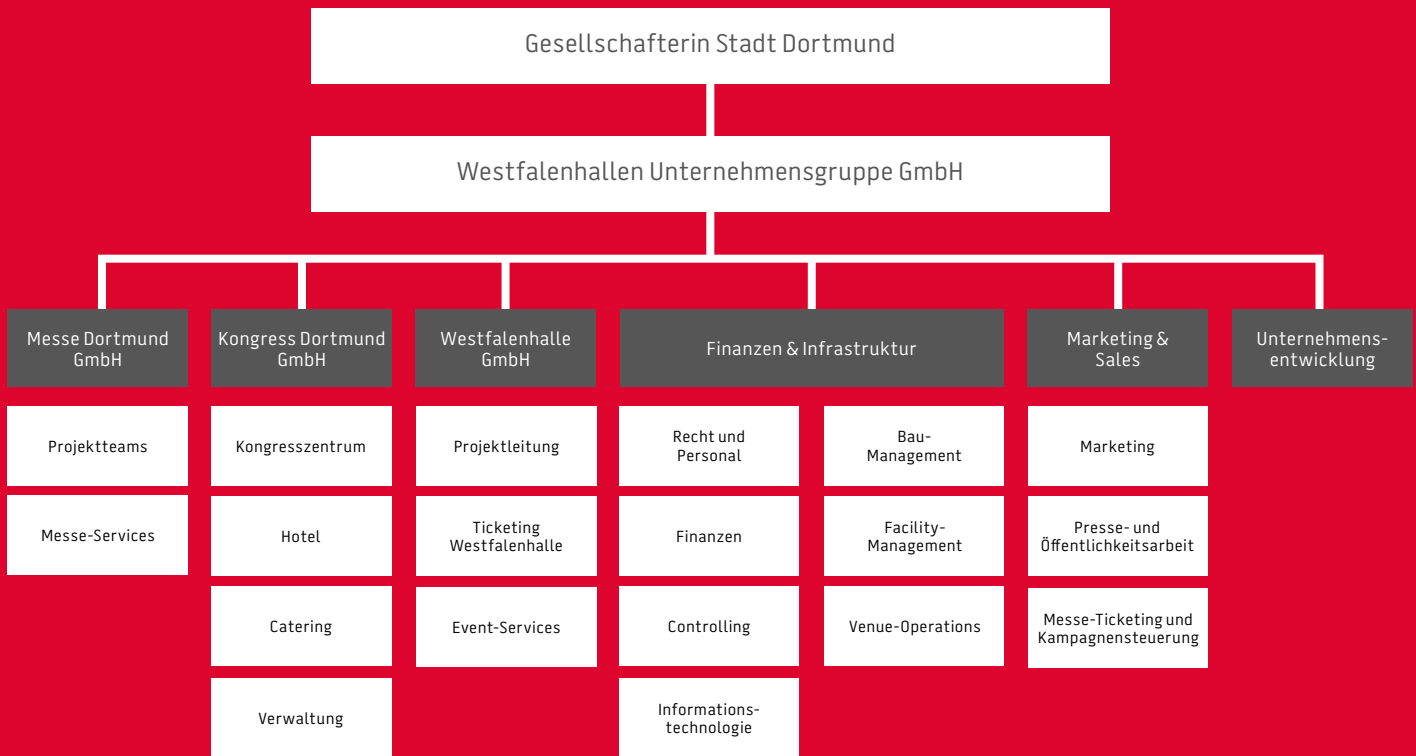 Gesellschafterin Stadt Dortmund
Westfalenhallen Unternehmensgruppe GmbH
Messe Dortmund
GmbH
Kongress Dortmund
GmbH
Westfalenhalle
GmbH
Finanzen & Infrastruktur
Marketing &
Sales
Unternehmens-
entwicklung
Projektteams
Messe-Services
Kongresszentrum
Hotel
Catering
Verwaltung
Projektleitung
Ticketing
Westfalenhalle
Event-Services
Recht und
Personal
Finanzen
Controlling
Informations-
technologie
Bau-
Management
Facility-
Management
Venue-Operations
Marketing
Presse- und
Öffentlichkeitsarbeit
Messe-Ticketing und
Kampagnensteuerung